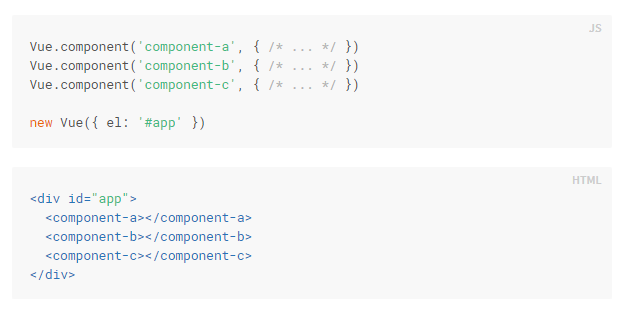 JS
Vue.component('component-a', { /* ... */ })
Vue.component('component-b', { /* ... */ })
Vue.component('component-c', { /* ... */ })
new Vue({ el: '#app' })
HTML
<div id="app">
  <component-a></component-a>
  <component-b></component-b>
  <component-c></component-c>
</div>